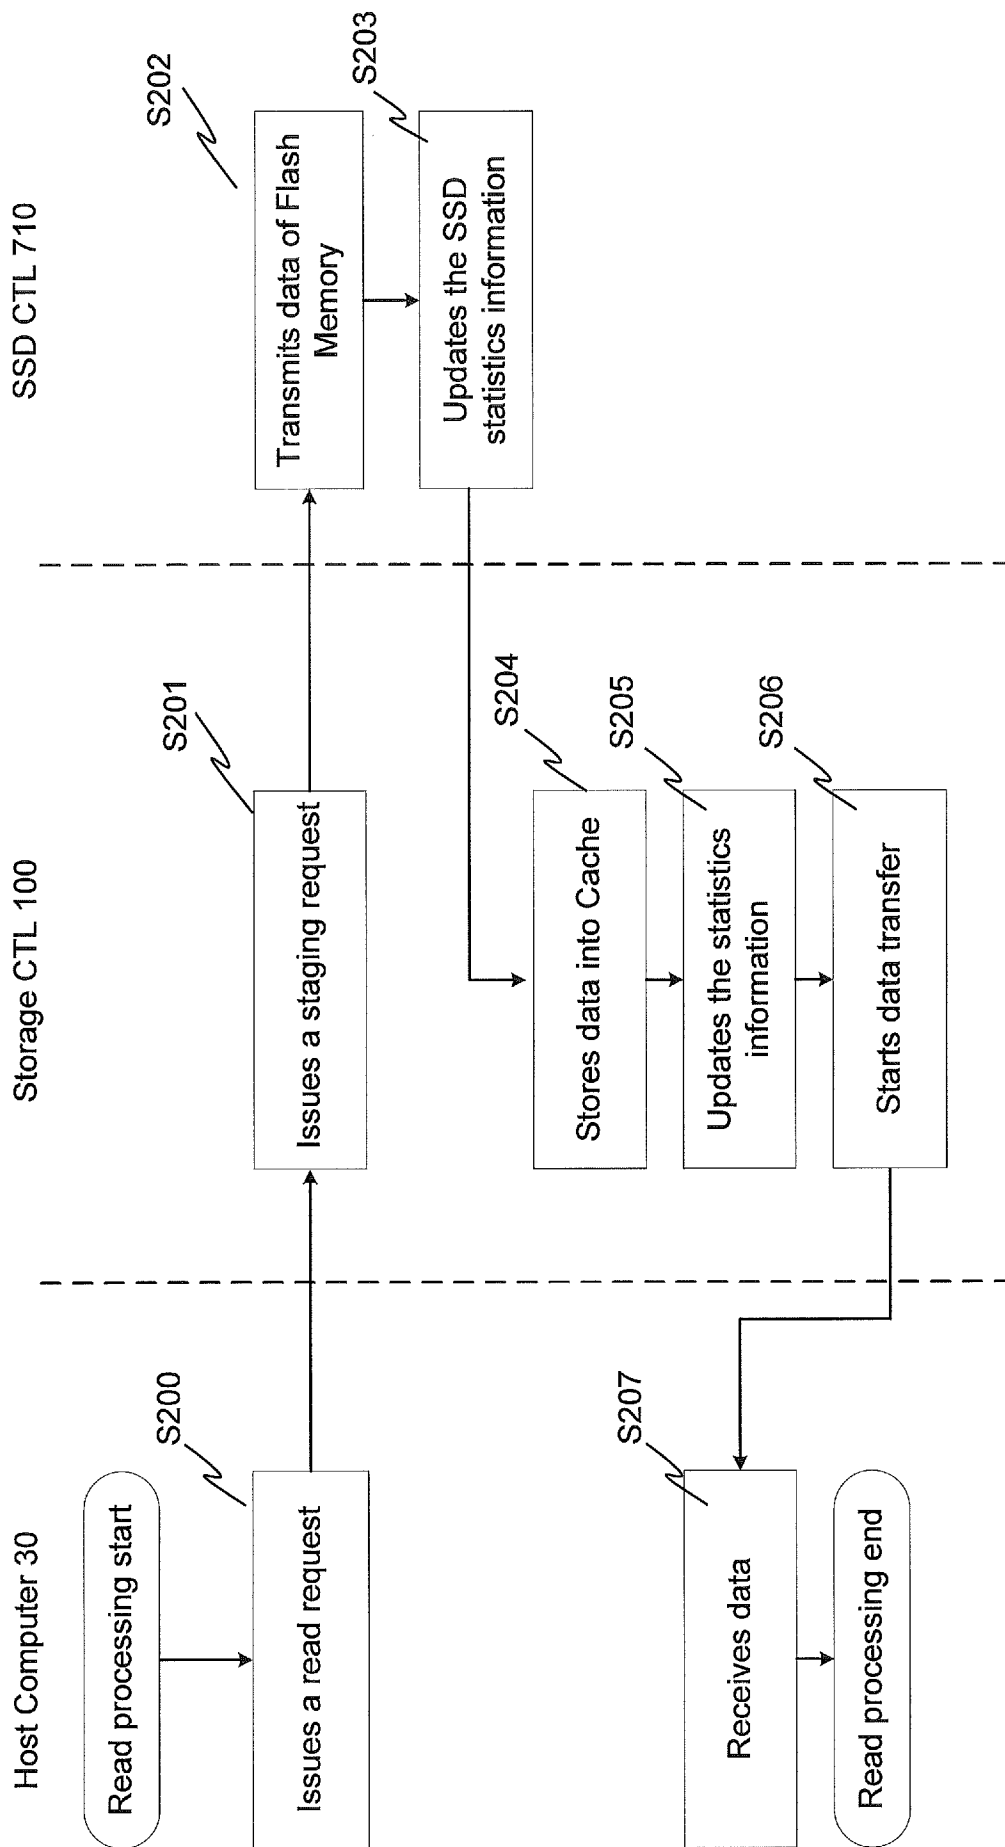 Host Computer 30
Storage CTL 100
SSD CTL 710
Read processing start
S200
Issues a read request
S201
Issues a staging request
S202
Transmits data of Flash
Memory
S203
Updates the SSD
statistics information
S204
Stores data into Cache
S205
Updates the statistics
information
S206
Starts data transfer
S207
Receives data
Read processing end